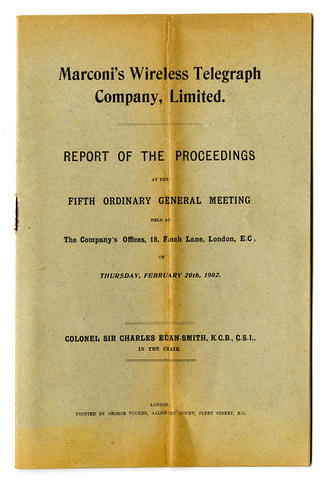 Marconi's Wireless Telegraph
Company, Limited.
REPORT OF THE PROCEEDINGS
AT THE
FIFTH ORDINARY GENERAL MEETING
HELD AT
The Company's Offices, 18, Finch Lane, London, E.C,
ON
THURSDAY, FEBRUARY 20th, 1902.
COLONEL SIR CHARLES EUAN-SMITH, K.C.B., C.S.I.,
IN THE CHAIR.
LONDON:
PRINTED BY GEORGE TUCKER, SALISBURY COURT, FLEET STREET, E.C.